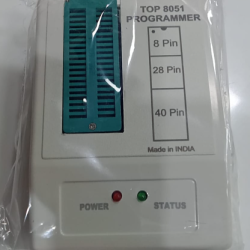 TOP 8051
PROGRAMMER
8 Pin
28 Pin
40 Pin
Made in INDIA
POWER STATUS